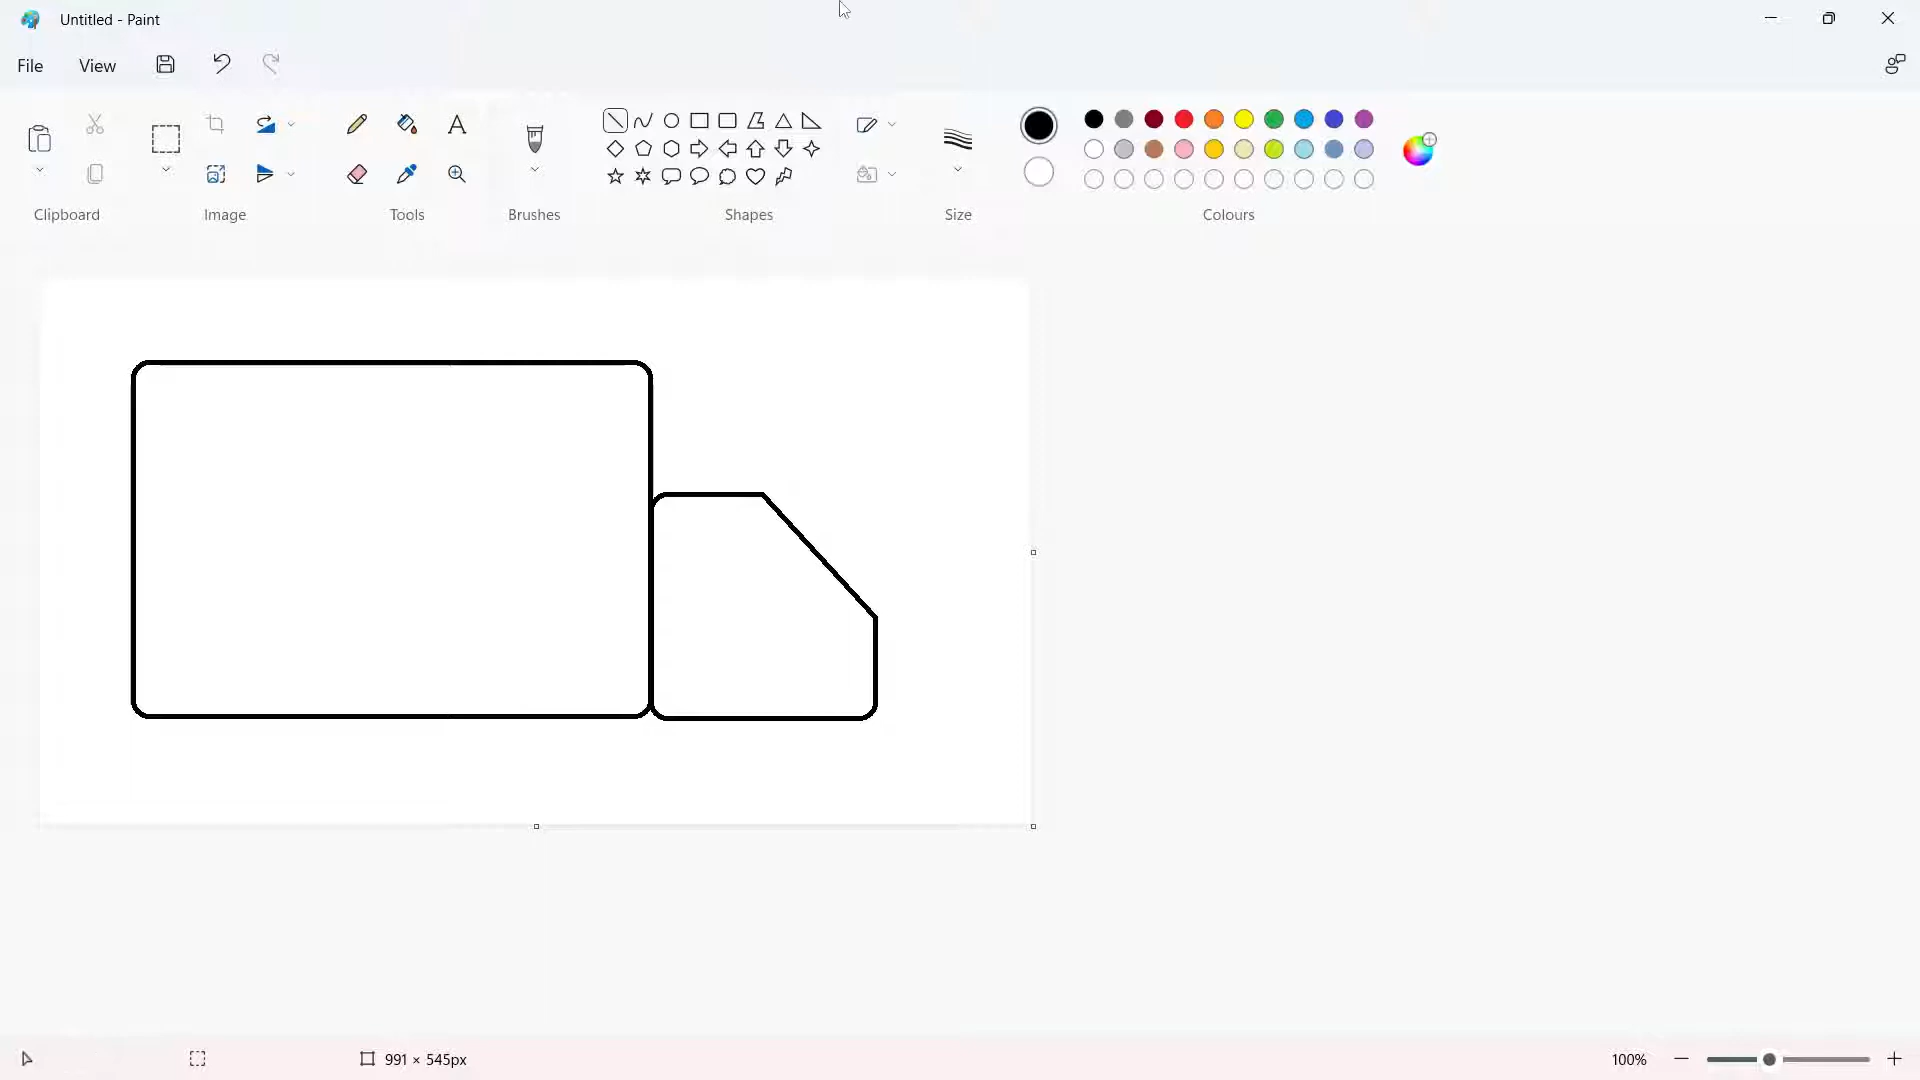 Untitled - Paint
File View
Clipboard Image Tools Brushes Shapes Size Colours
991 × 545px 100%